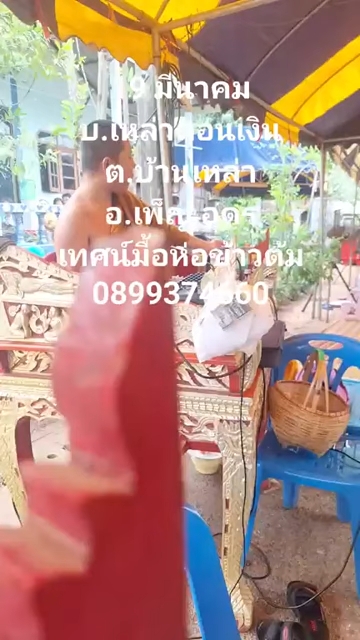 9 มีนาคม
บ.เหล่าดอนเงิน
ต.บ้านเหล่า
อ.เพ็ล-อุดร
เทศน์มื้อห่อข้าวต้ม
0899374660